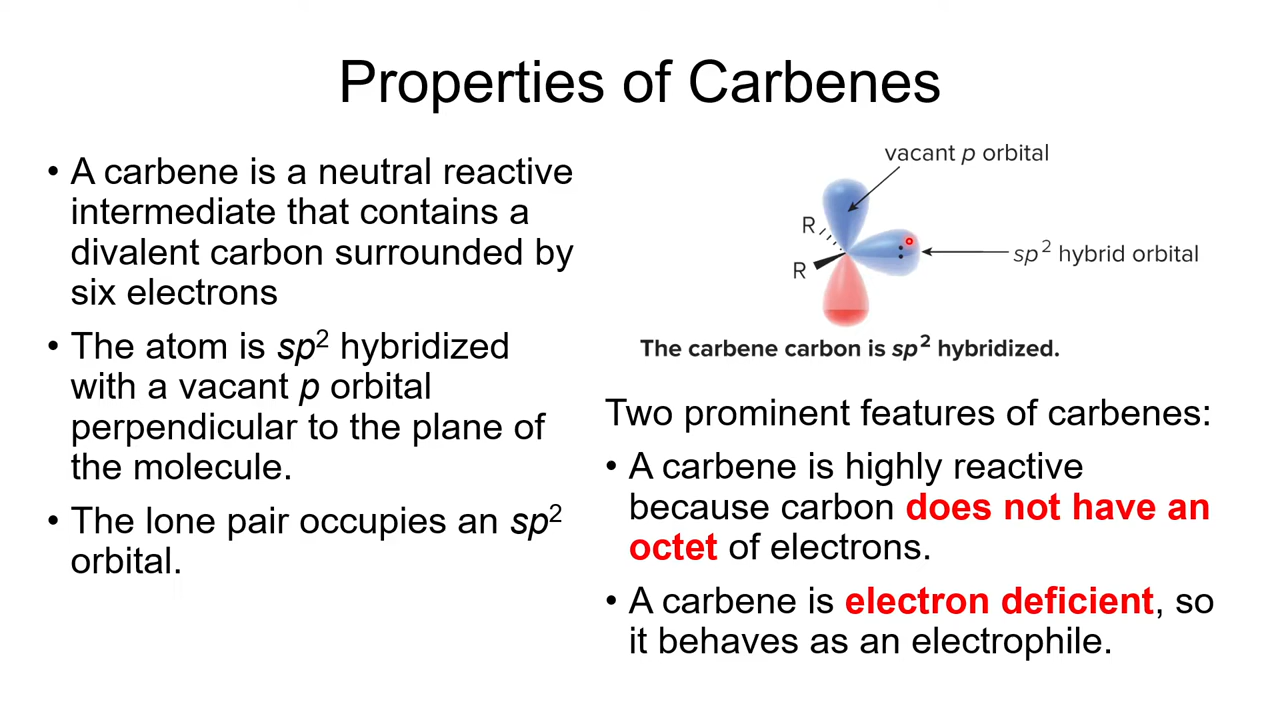 Properties of Carbenes
• A carbene is a neutral reactive
intermediate that contains a
divalent carbon surrounded by
six electrons
• The atom is sp² hybridized
with a vacant p orbital
perpendicular to the plane of
the molecule.
• The lone pair occupies an sp²
orbital.
vacant p orbital
R
sp² hybrid orbital
R
The carbene carbon is sp² hybridized.
Two prominent features of carbenes:
• A carbene is highly reactive
because carbon does not have an
octet of electrons.
• A carbene is electron deficient, so
it behaves as an electrophile.